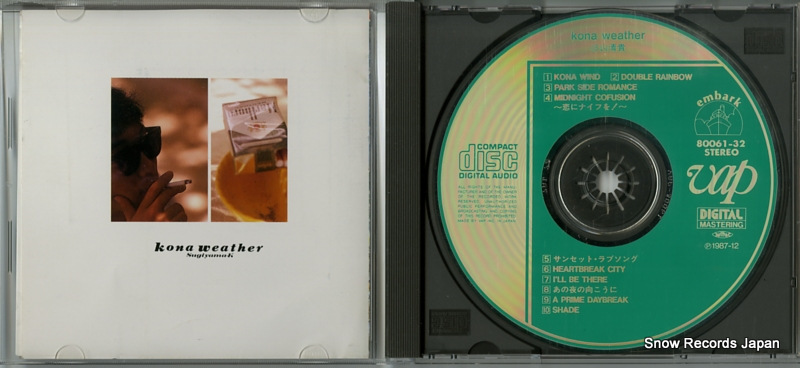 kona weather
Sugiyama-K
kona weather
杉山清貴
1 KONA WIND 2 DOUBLE RAINBOW
3 PARK SIDE ROMANCE
4 MIDNIGHT COFUSION
〜恋にナイフを!〜
embark
80061-32
STEREO
COMPACT
disc
DIGITAL AUDIO
vap
DIGITAL
MASTERING
Ⓟ1987-12
5 サンセット・ラブソング
6 HEARTBREAK CITY
7 I'LL BE THERE
8 あの夜の向こうに
9 A PRIME DAYBREAK
10 SHADE
Snow Records Japan